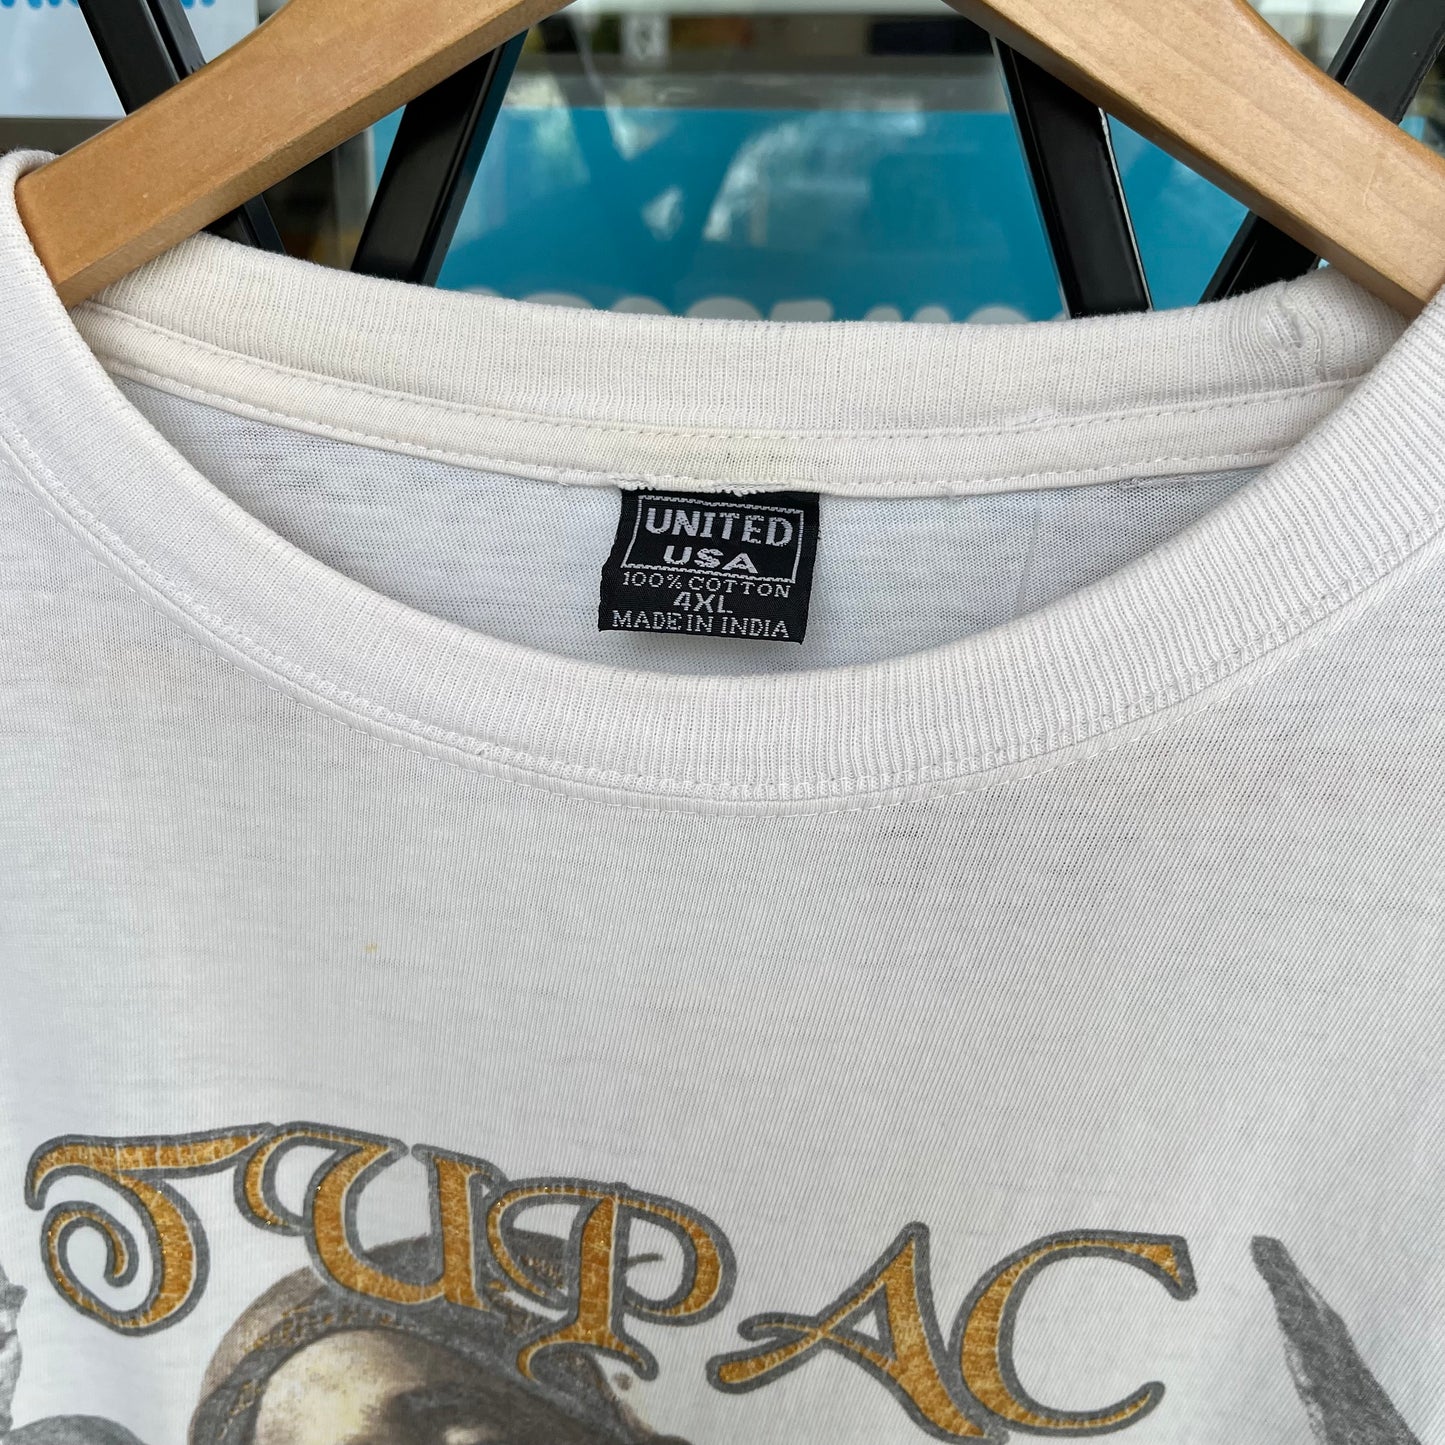 UNITED
USA
100% COTTON
4XL
MADE IN INDIA
TUPAC